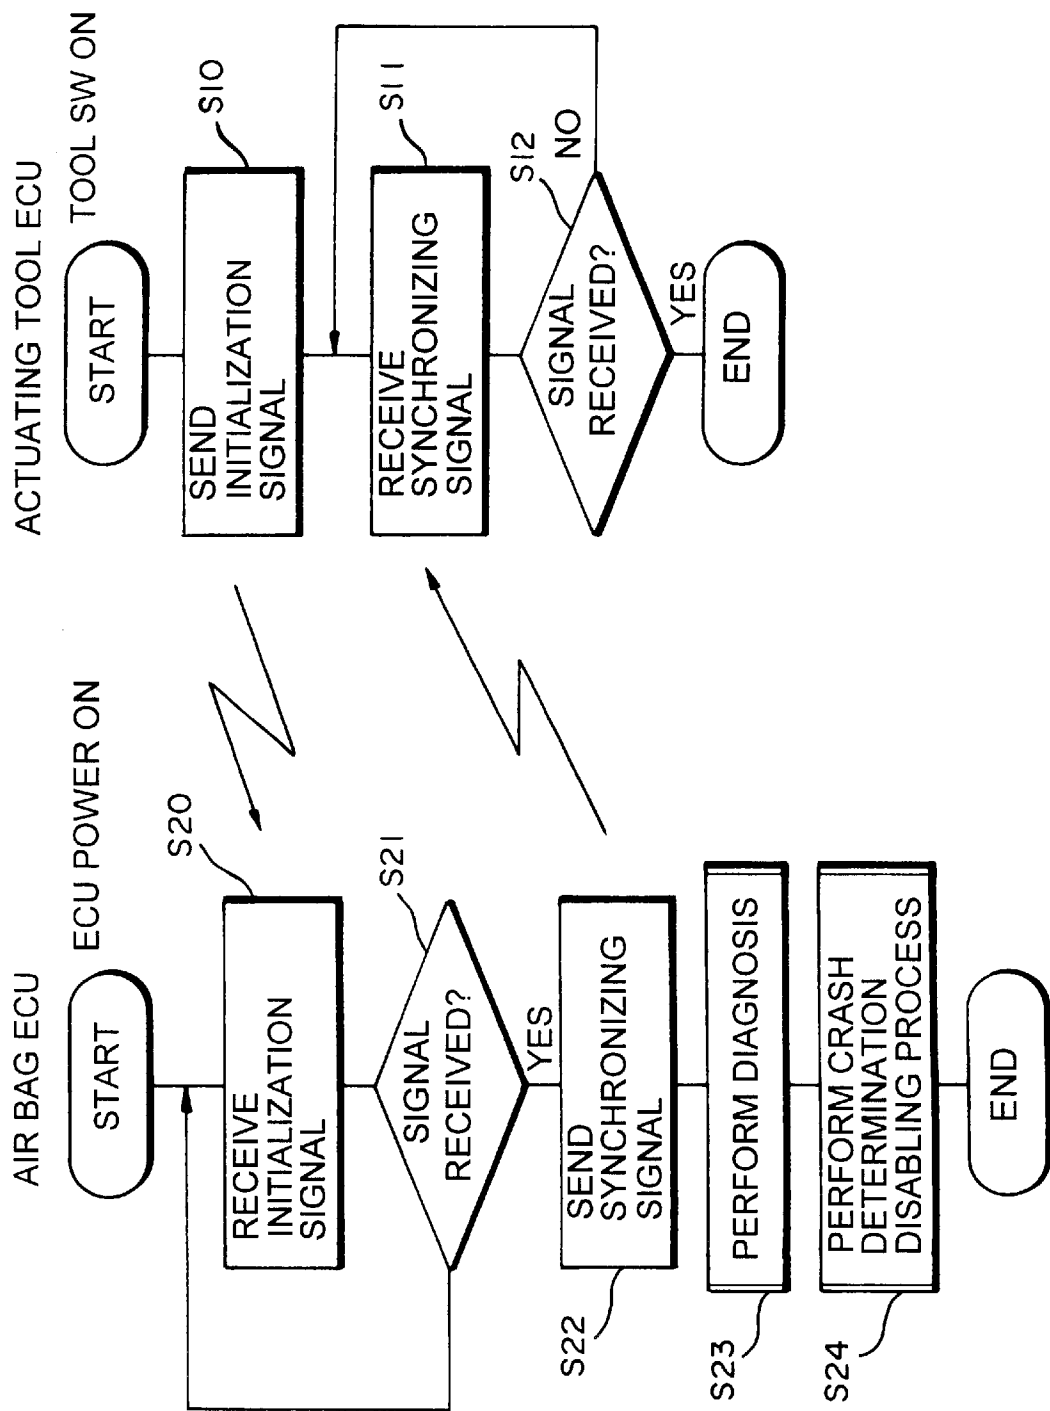 AIR BAG ECU
START
ECU POWER ON
RECEIVE
INITIALIZATION
SIGNAL
S20
SIGNAL
RECEIVED?
S21
YES
SEND
SYNCHRONIZING
SIGNAL
S22
PERFORM DIAGNOSIS
S23
PERFORM CRASH
DETERMINATION
DISABLING PROCESS
S24
END
ACTUATING TOOL ECU
START
TOOL SW ON
SEND
INITIALIZATION
SIGNAL
S10
RECEIVE
SYNCHRONIZING
SIGNAL
S11
SIGNAL
RECEIVED?
S12
NO
YES
END